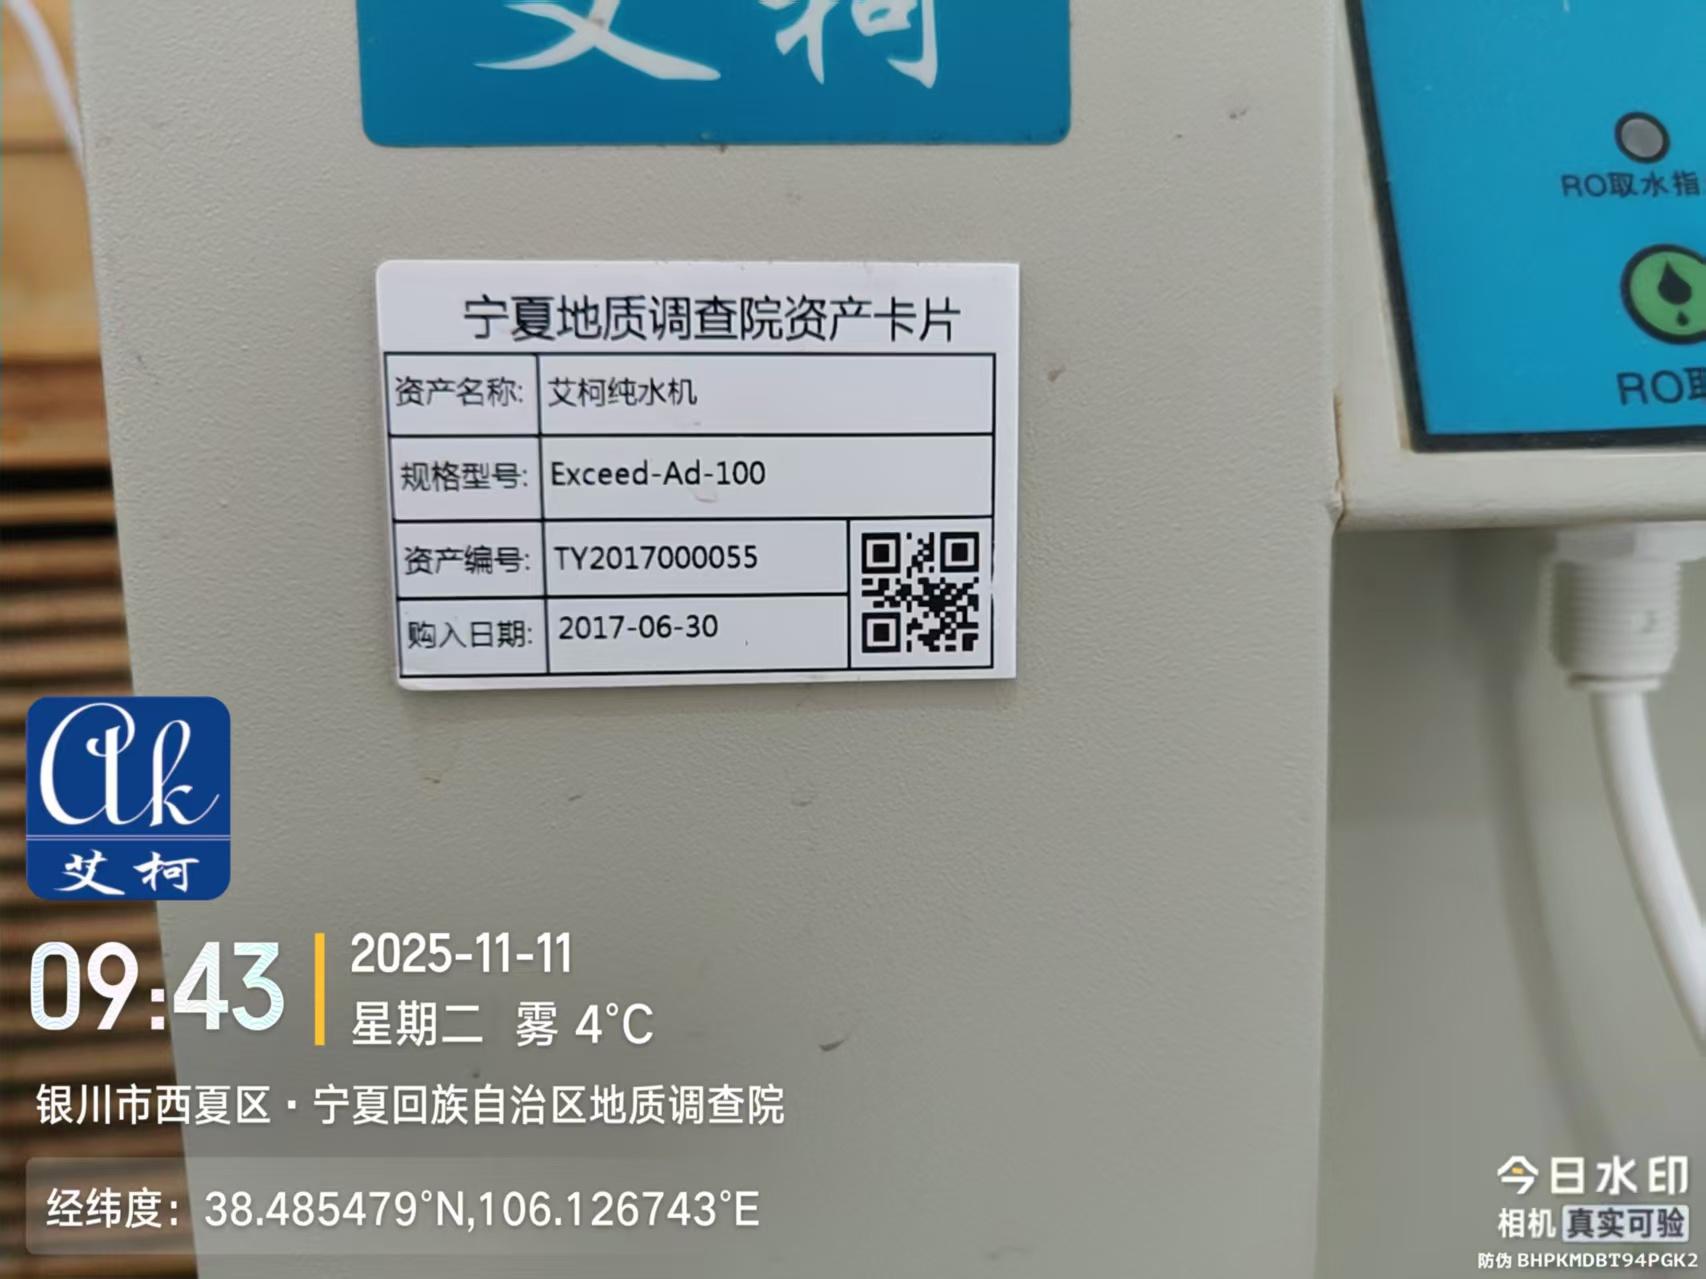 艾柯
RO取水指
RO取
宁夏地质调查院资产卡片
资产名称: 艾柯纯水机
规格型号: Exceed-Ad-100
资产编号: TY2017000055
购入日期: 2017-06-30
ak
艾柯
09:43
2025-11-11
星期二 雾 4°C
银川市西夏区·宁夏回族自治区地质调查院
经纬度: 38.485479°N,106.126743°E
今日水印
相机 真实可验
防伪 BHPKMDBT94PGK2